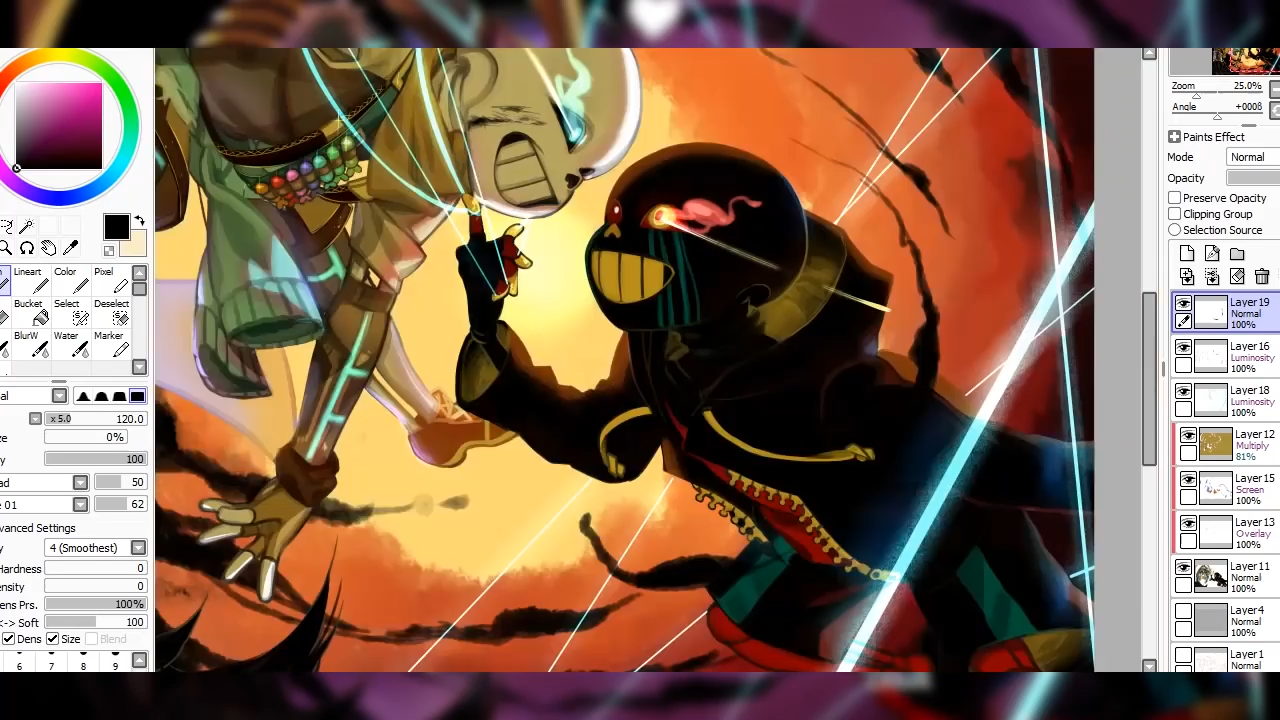 Zoom 25.0%
Angle +0008
Paints Effect
Mode Normal
Opacity
Preserve Opacity
Clipping Group
Selection Source
Layer19
Normal
100%
Layer16
Luminosity
100%
Layer18
Luminosity
100%
Layer12
Multiply
81%
Layer15
Screen
100%
Layer13
Overlay
100%
Layer11
Normal
100%
Layer4
Normal
100%
Layer1
Normal
Lineart Color Pixel
Bucket Select Deselect
BlurW Water Marker
x 5.0 120.0
0%
100
50
01 62
Settings
4 (Smoothest)
Hardness 0
0
Prs. 100%
<-> Soft 100
Dens Size Blend
6 7 8 9